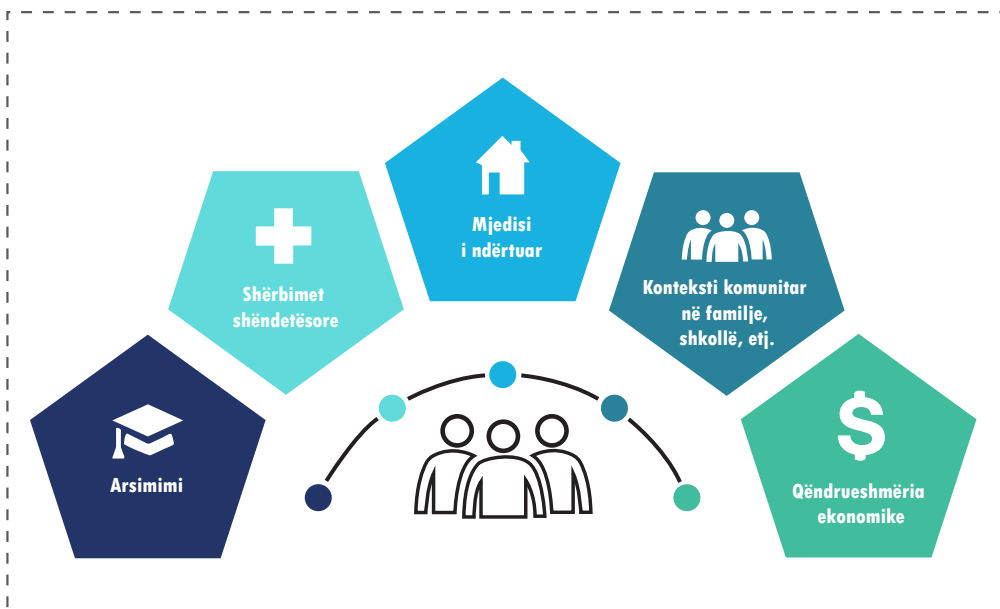 Mjedisi
i ndërtuar
Shërbimet
shëndetësore
Konteksti komunitar
në familje,
shkollë, etj.
Arsimimi
Qëndrueshmëria
ekonomike